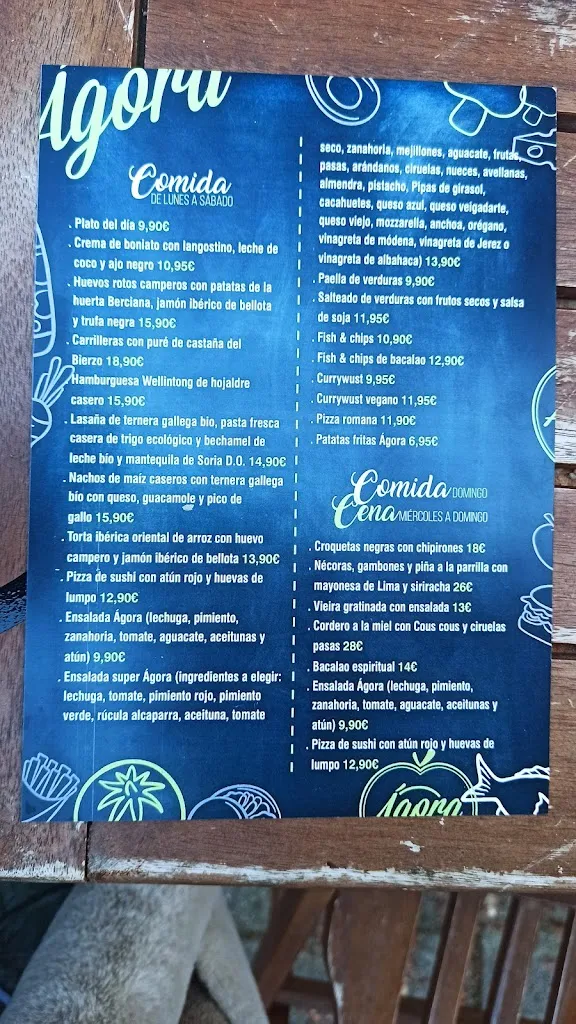 Ágora
Comida
DE LUNES A SÁBADO
. Plato del día 9,90€
. Crema de boniato con langostino, leche de
coco y ajo negro 10,95€
. Huevos rotos camperos con patatas de la
huerta Berciana, jamón ibérico de bellota
y trufa negra 15,90€
. Carrilleras con puré de castaña del
Bierzo 18,90€
. Hamburguesa Wellintong de hojaldre
casero 15,90€
. Lasaña de ternera gallega bio, pasta fresca
casera de trigo ecológico y bechamel de
leche bío y mantequila de Soria D.O. 14,90€
. Nachos de maíz caseros con ternera gallega
bío con queso, guacamole y pico de
gallo 15,90€
. Torta ibérica oriental de arroz con huevo
campero y jamón ibérico de bellota 13,90€
. Pizza de sushi con atún rojo y huevas de
lumpo 12,90€
. Ensalada Ágora (lechuga, pimiento,
zanahoria, tomate, aguacate, aceitunas y
atún) 9,90€
. Ensalada super Ágora (ingredientes a elegir:
lechuga, tomate, pimiento rojo, pimiento
verde, rúcula alcaparra, aceituna, tomate
seco, zanahoria, mejillones, aguacate, frutas,
pasas, arándanos, ciruelas, nueces, avellanas,
almendra, pistacho, Pipas de girasol,
cacahuetes, queso azul, queso veigadarte,
queso viejo, mozzarella, anchoa, orégano,
vinagreta de módena, vinagreta de Jerez o
vinagreta de albahaca) 13,90€
. Paella de verduras 9,90€
. Salteado de verduras con frutos secos y salsa
de soja 11,95€
. Fish & chips 10,90€
. Fish & chips de bacalao 12,90€
. Currywust 9,95€
. Currywust vegano 11,95€
. Pizza romana 11,90€
. Patatas fritas Ágora 6,95€
Comida DOMINGO
Cena MIÉRCOLES A DOMINGO
. Croquetas negras con chipirones 18€
. Nécoras, gambones y piña a la parrilla con
mayonesa de Lima y siriracha 26€
. Vieira gratinada con ensalada 13€
. Cordero a la miel con Cous cous y ciruelas
pasas 28€
. Bacalao espiritual 14€
. Ensalada Ágora (lechuga, pimiento,
zanahoria, tomate, aguacate, aceitunas y
atún) 9,90€
. Pizza de sushi con atún rojo y huevas de
lumpo 12,90€
Ágora